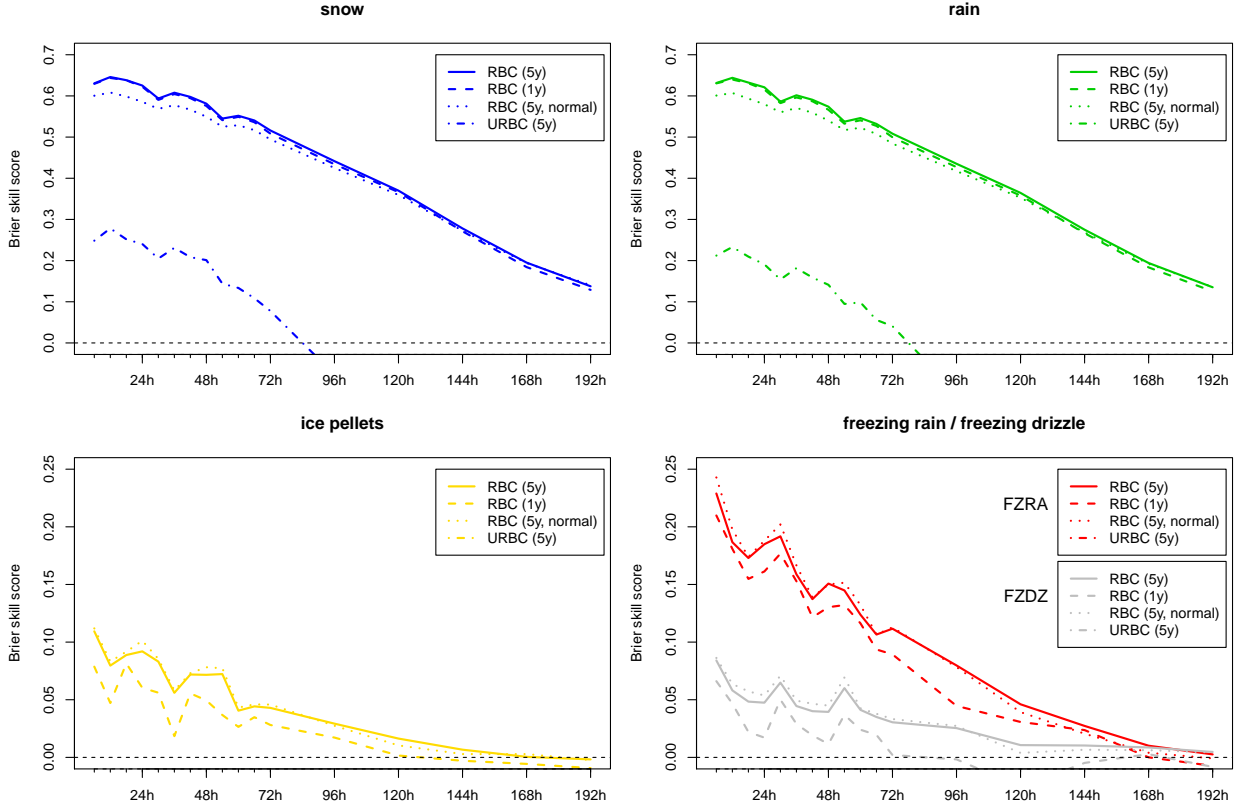 snow
Brier skill score
0.0 0.1 0.2 0.3 0.4 0.5 0.6 0.7
RBC (5y)
RBC (1y)
RBC (5y, normal)
URBC (5y)
24h 48h 72h 96h 120h 144h 168h 192h
rain
Brier skill score
0.0 0.1 0.2 0.3 0.4 0.5 0.6 0.7
RBC (5y)
RBC (1y)
RBC (5y, normal)
URBC (5y)
24h 48h 72h 96h 120h 144h 168h 192h
ice pellets
Brier skill score
0.00 0.05 0.10 0.15 0.20 0.25
RBC (5y)
RBC (1y)
RBC (5y, normal)
URBC (5y)
24h 48h 72h 96h 120h 144h 168h 192h
freezing rain / freezing drizzle
Brier skill score
0.00 0.05 0.10 0.15 0.20 0.25
FZRA
RBC (5y)
RBC (1y)
RBC (5y, normal)
URBC (5y)
FZDZ
RBC (5y)
RBC (1y)
RBC (5y, normal)
URBC (5y)
24h 48h 72h 96h 120h 144h 168h 192h